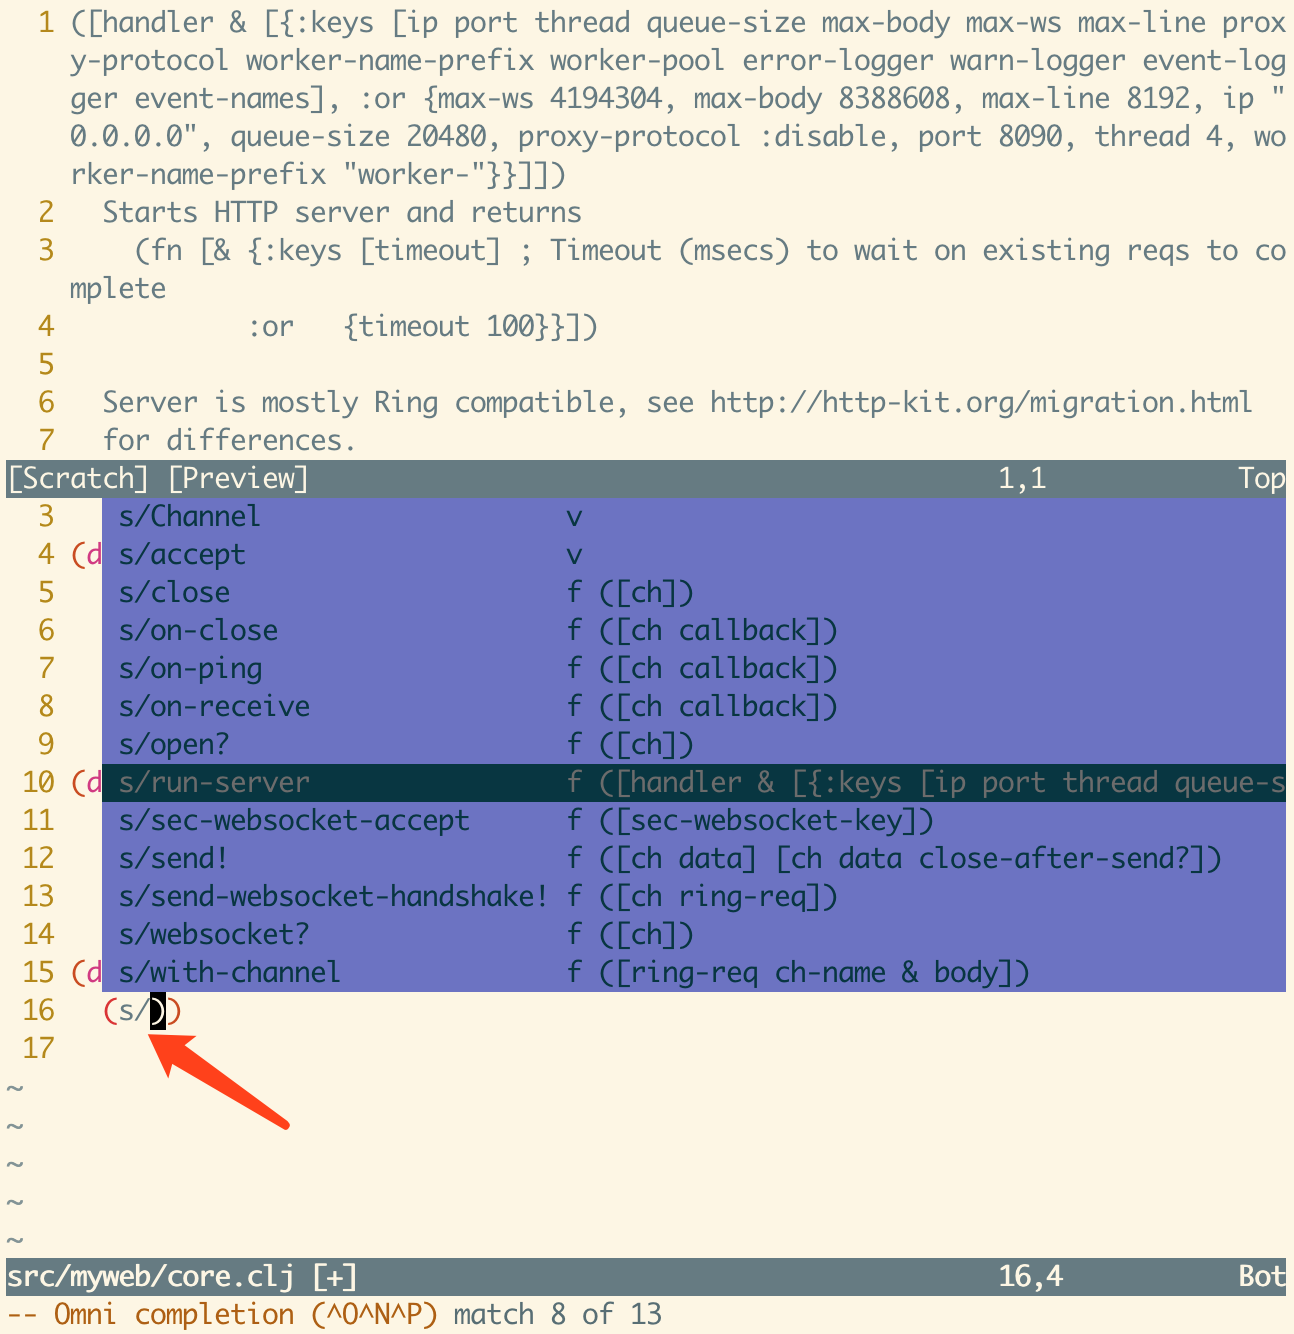 1 ([handler & [{:keys [ip port thread queue-size max-body max-ws max-line prox
y-protocol worker-name-prefix worker-pool error-logger warn-logger event-log
ger event-names], :or {max-ws 4194304, max-body 8388608, max-line 8192, ip "
0.0.0.0", queue-size 20480, proxy-protocol :disable, port 8090, thread 4, wo
rker-name-prefix "worker-"}}]])
2   Starts HTTP server and returns
3     (fn [& {:keys [timeout] ; Timeout (msecs) to wait on existing reqs to co
mplete
4            :or   {timeout 100}}])
5
6   Server is mostly Ring compatible, see http://http-kit.org/migration.html
7   for differences.
[Scratch] [Preview] 1,1 Top
3 s/Channel v
4 (d s/accept v
5 s/close f ([ch])
6 s/on-close f ([ch callback])
7 s/on-ping f ([ch callback])
8 s/on-receive f ([ch callback])
9 s/open? f ([ch])
10 (d s/run-server f ([handler & [{:keys [ip port thread queue-s
11 s/sec-websocket-accept f ([sec-websocket-key])
12 s/send! f ([ch data] [ch data close-after-send?])
13 s/send-websocket-handshake! f ([ch ring-req])
14 s/websocket? f ([ch])
15 (d s/with-channel f ([ring-req ch-name & body])
16   (s/))
17
~
~
~
~
~
src/myweb/core.clj [+] 16,4 Bot
-- Omni completion (^O^N^P) match 8 of 13